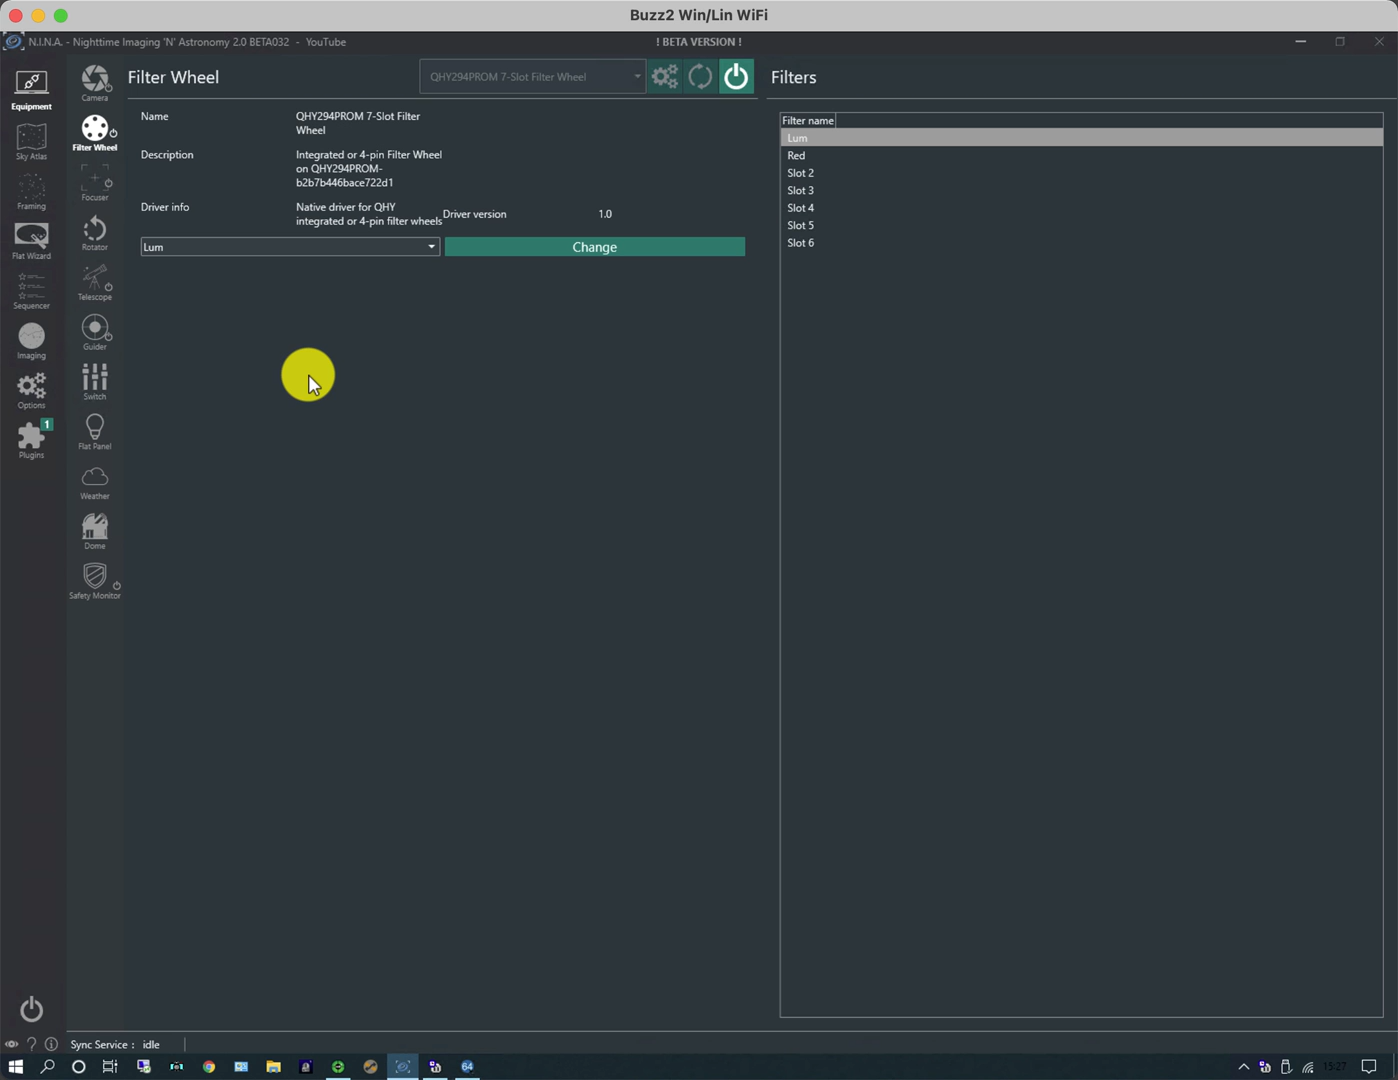 Buzz2 Win/Lin WiFi
N.I.N.A. - Nighttime Imaging 'N' Astronomy 2.0 BETA032 - YouTube
! BETA VERSION !
Equipment
Sky Atlas
Framing
Flat Wizard
Sequencer
Imaging
Options
1
Plugins
Camera
Filter Wheel
Focuser
Rotator
Telescope
Guider
Switch
Flat Panel
Weather
Dome
Safety Monitor
Filter Wheel
QHY294PROM 7-Slot Filter Wheel
Name
QHY294PROM 7-Slot Filter
Wheel
Description
Integrated or 4-pin Filter Wheel
on QHY294PROM-
b2b7b446bace722d1
Driver info
Native driver for QHY
integrated or 4-pin filter wheels
Driver version
1.0
Lum
Change
Filters
Filter name
Lum
Red
Slot 2
Slot 3
Slot 4
Slot 5
Slot 6
Sync Service : idle
64
15:27